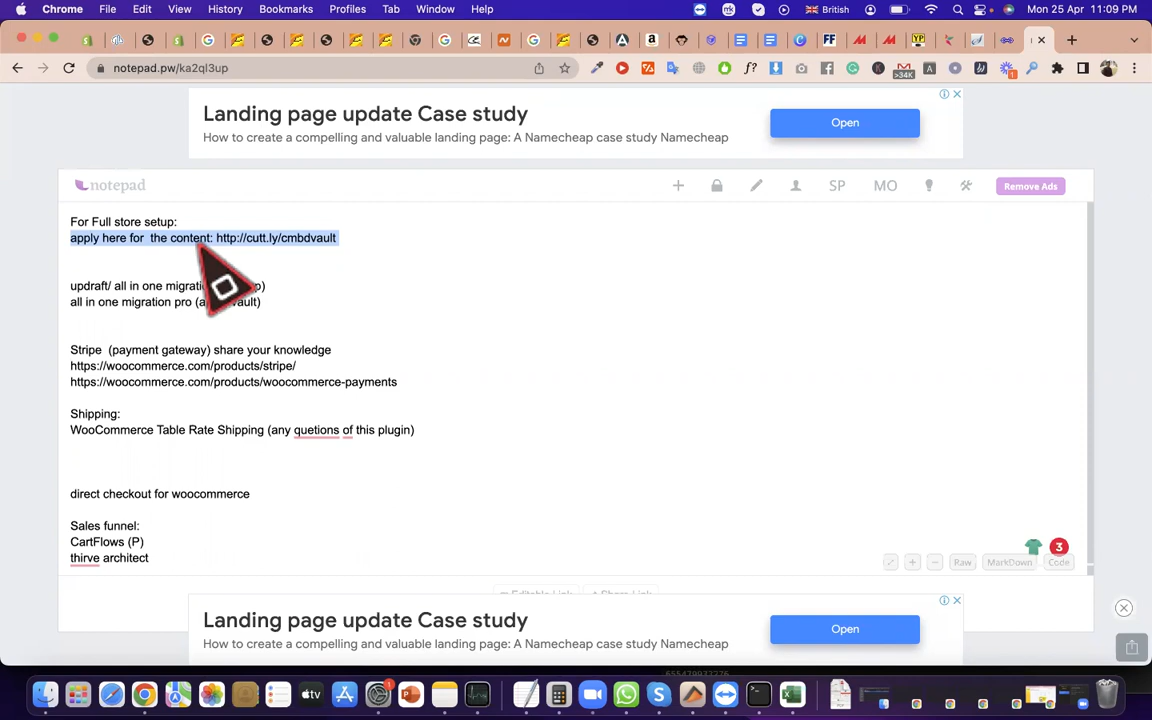 Chrome File Edit View History Bookmarks Profiles Tab Window Help British Mon 25 Apr 11:09 PM
notepad.pw/ka2ql3up
f? >34K 1
Landing page update Case study
How to create a compelling and valuable landing page: A Namecheap case study Namecheap
Open
notepad
SP MO
Remove Ads
For Full store setup:
apply here for the content: http://cutt.ly/cmbdvault
updraft/ all in one
all in one migration pro
Stripe (payment gateway) share your knowledge
https://woocommerce.com/products/stripe/
https://woocommerce.com/products/woocommerce-payments
Shipping:
WooCommerce Table Rate Shipping (any quetions of this plugin)
direct checkout for woocommerce
Sales funnel:
CartFlows (P)
thirve architect
3
Raw MarkDown Code
Landing page update Case study
How to create a compelling and valuable landing page: A Namecheap case study Namecheap
Open
tv
1